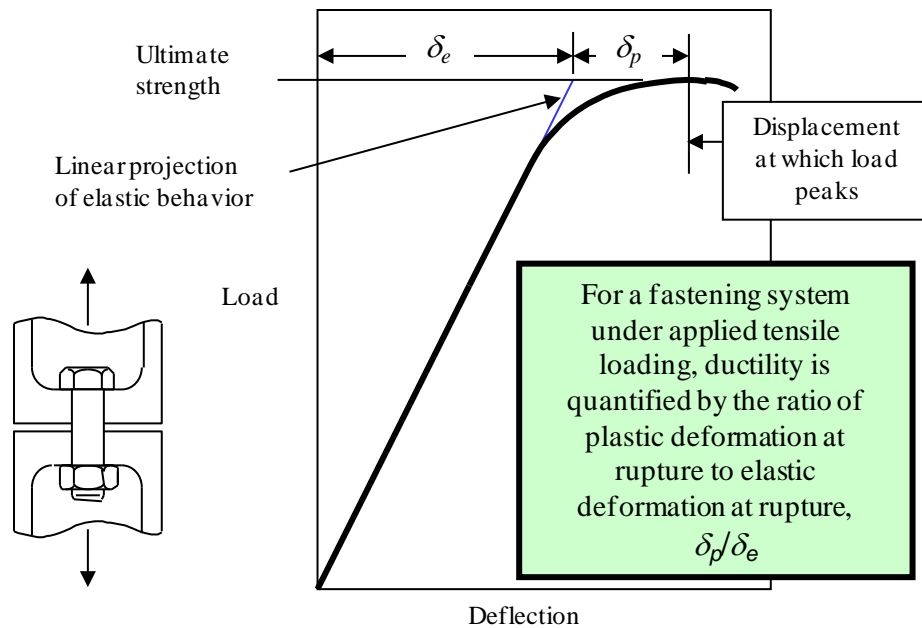 Ultimate
strength
δe
δp
Linear projection
of elastic behavior
Displacement
at which load
peaks
Load
For a fastening system
under applied tensile
loading, ductility is
quantified by the ratio of
plastic deformation at
rupture to elastic
deformation at rupture,
δp/δe
Deflection